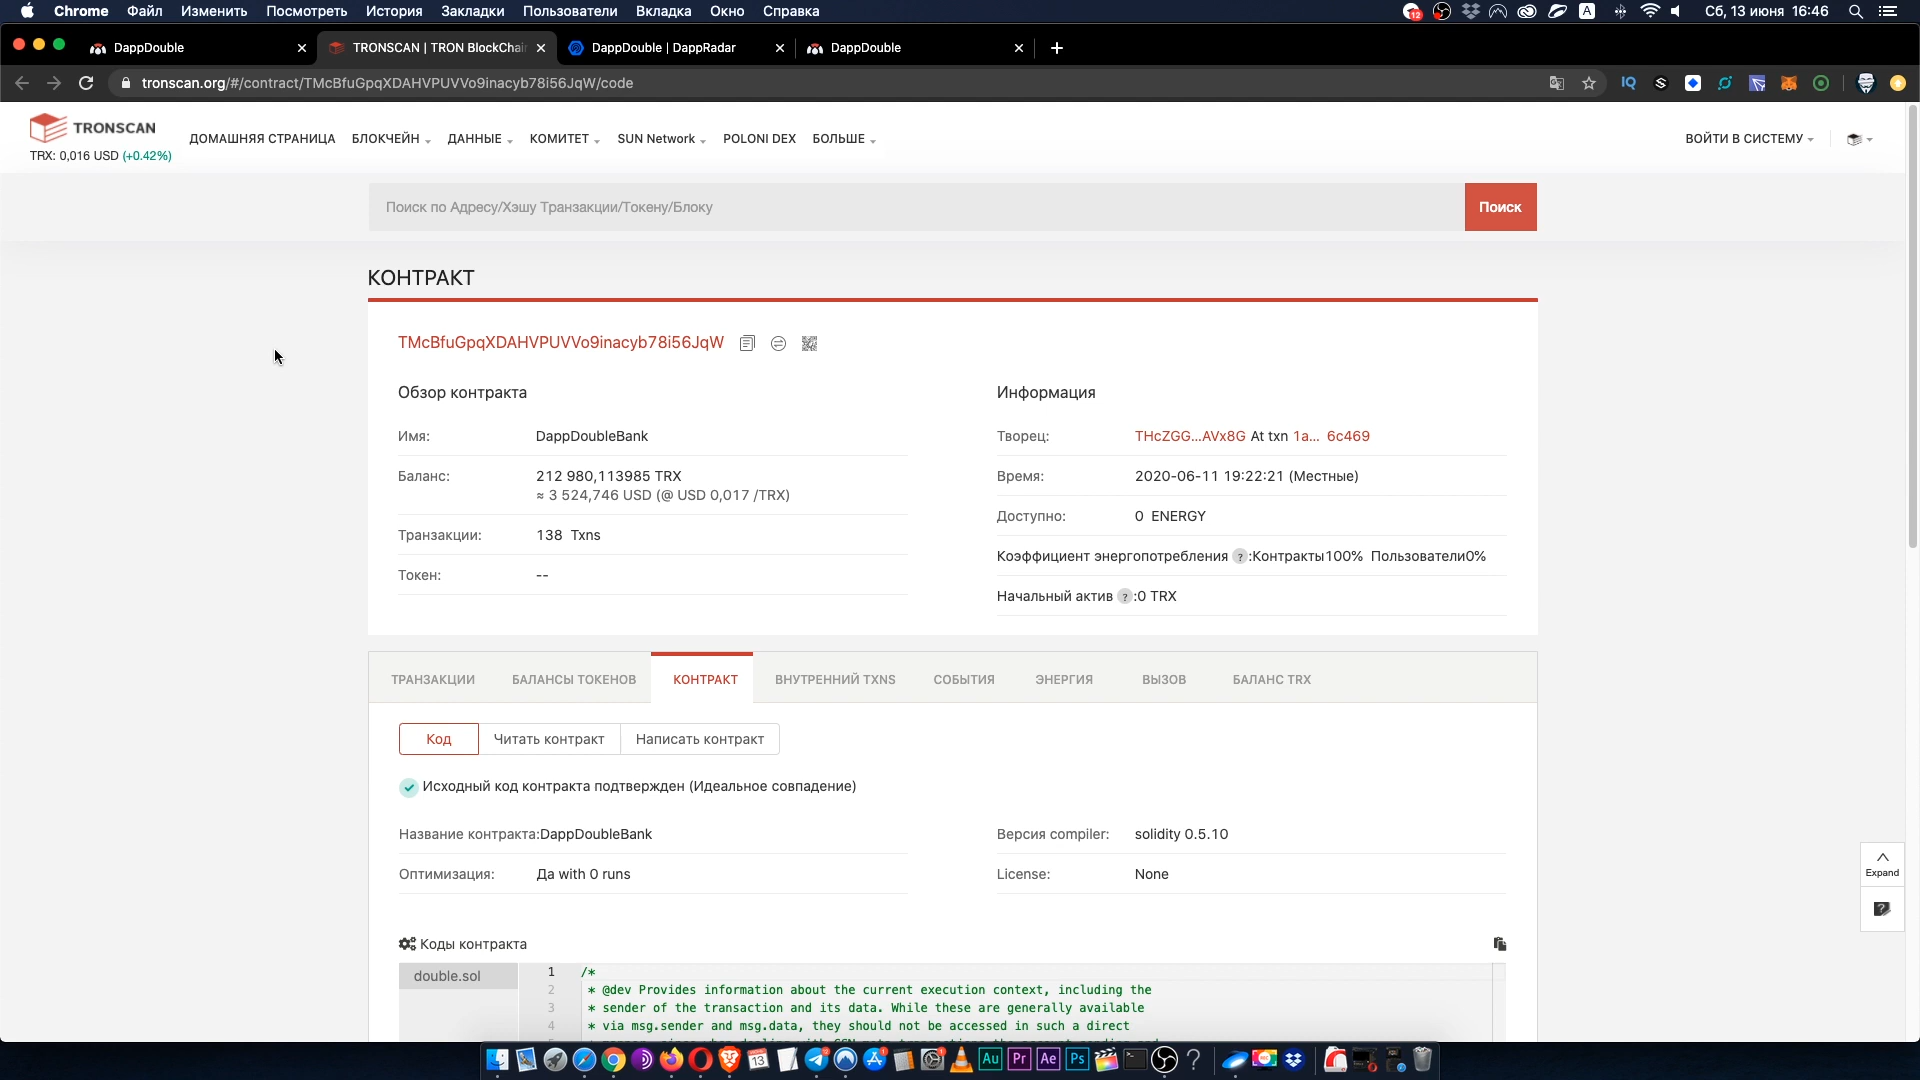 Chrome Файл Изменить Посмотреть История Закладки Пользователи Вкладка Окно Справка
12 A Сб, 13 июня 16:46
DappDouble TRONSCAN | TRON BlockChai DappDouble | DappRadar DappDouble
tronscan.org/#/contract/TMcBfuGpqXDAHVPUVVo9inacyb78i56JqW/code
TRONSCAN
TRX: 0,016 USD (+0.42%)
ДОМАШНЯЯ СТРАНИЦА БЛОКЧЕЙН ДАННЫЕ КОМИТЕТ SUN Network POLONI DEX БОЛЬШЕ
ВОЙТИ В СИСТЕМУ
Поиск по Адресу/Хэшу Транзакции/Токену/Блоку
Поиск
КОНТРАКТ
TMcBfuGpqXDAHVPUVVo9inacyb78i56JqW
Обзор контракта
Имя: DappDoubleBank
Баланс: 212 980,113985 TRX
≈ 3 524,746 USD (@ USD 0,017 /TRX)
Транзакции: 138 Txns
Токен: --
Информация
Творец: THcZGG...AVx8G At txn 1a... 6c469
Время: 2020-06-11 19:22:21 (Местные)
Доступно: 0 ENERGY
Коэффициент энергопотребления ? :Контракты100% Пользователи0%
Начальный актив ? :0 TRX
ТРАНЗАКЦИИ БАЛАНСЫ ТОКЕНОВ КОНТРАКТ ВНУТРЕННИЙ TXNS СОБЫТИЯ ЭНЕРГИЯ ВЫЗОВ БАЛАНС TRX
Код Читать контракт Написать контракт
Исходный код контракта подтвержден (Идеальное совпадение)
Название контракта:DappDoubleBank
Версия compiler: solidity 0.5.10
Оптимизация: Да with 0 runs
License: None
Expand
Коды контракта
double.sol
1 /*
2 * @dev Provides information about the current execution context, including the
3 * sender of the transaction and its data. While these are generally available
4 * via msg.sender and msg.data, they should not be accessed in such a direct
13 Au Pr Ae Ps ?